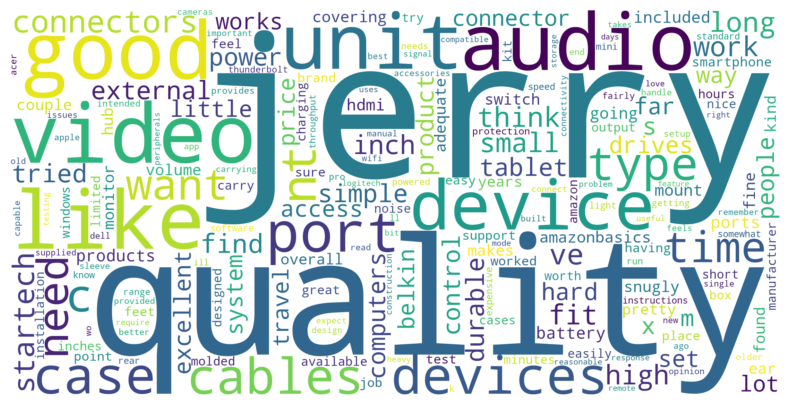 cameras
connectors
important
works
covering
try
connector
needs
signal
included
takes
compatible
standard
long
acer
good
feel
power
unit
audio
kit
days
mini
best
end
work
smartphone
thunderbolt
external
provides
accessories
storage
way
brand
charging
jerry
couple
intended
little
hdmi
price
product
adequate
switch
think
speed
connectivity
love
handle
fairly
hours
nice
right
issues
hub
uses
throughput
far
s
video
apple
peripherals
app
carrying
manual
going
output
setup
kind
volume
nt
inch
protection
small
type
people
tried
want
sure
wifi
tablet
drives
old
windows
limited
monitor
access
simple
pro
logitech
powered
easy
years
connect
problem
amazon
feature
mount
getting
fine
capable
testing
like
carry
noise
built
light
useful
ports
dell
software
port
device
remember
somewhat
manufacturer
find
ill
read
bit
mode
support
amazonbasics
feels
time
startech
supplied
products
sleeve
know
system
overall
worked
makes
having
run
need
c
ve
worth
short
single
travel
great
belkin
control
expensive
hard
snugly
instructions
box
installation
range
provided
better
excellent
designed
expect
design
construction
computers
cases
durable
fit
battery
x
pretty
place
m
new
found
wo
require
feet
inches
point
rear
molded
available
test
minutes
easily
response
reasonable
ago
older
opinion
set
ear
case
quality
cables
job
heavy
devices
k
high
remote
lot